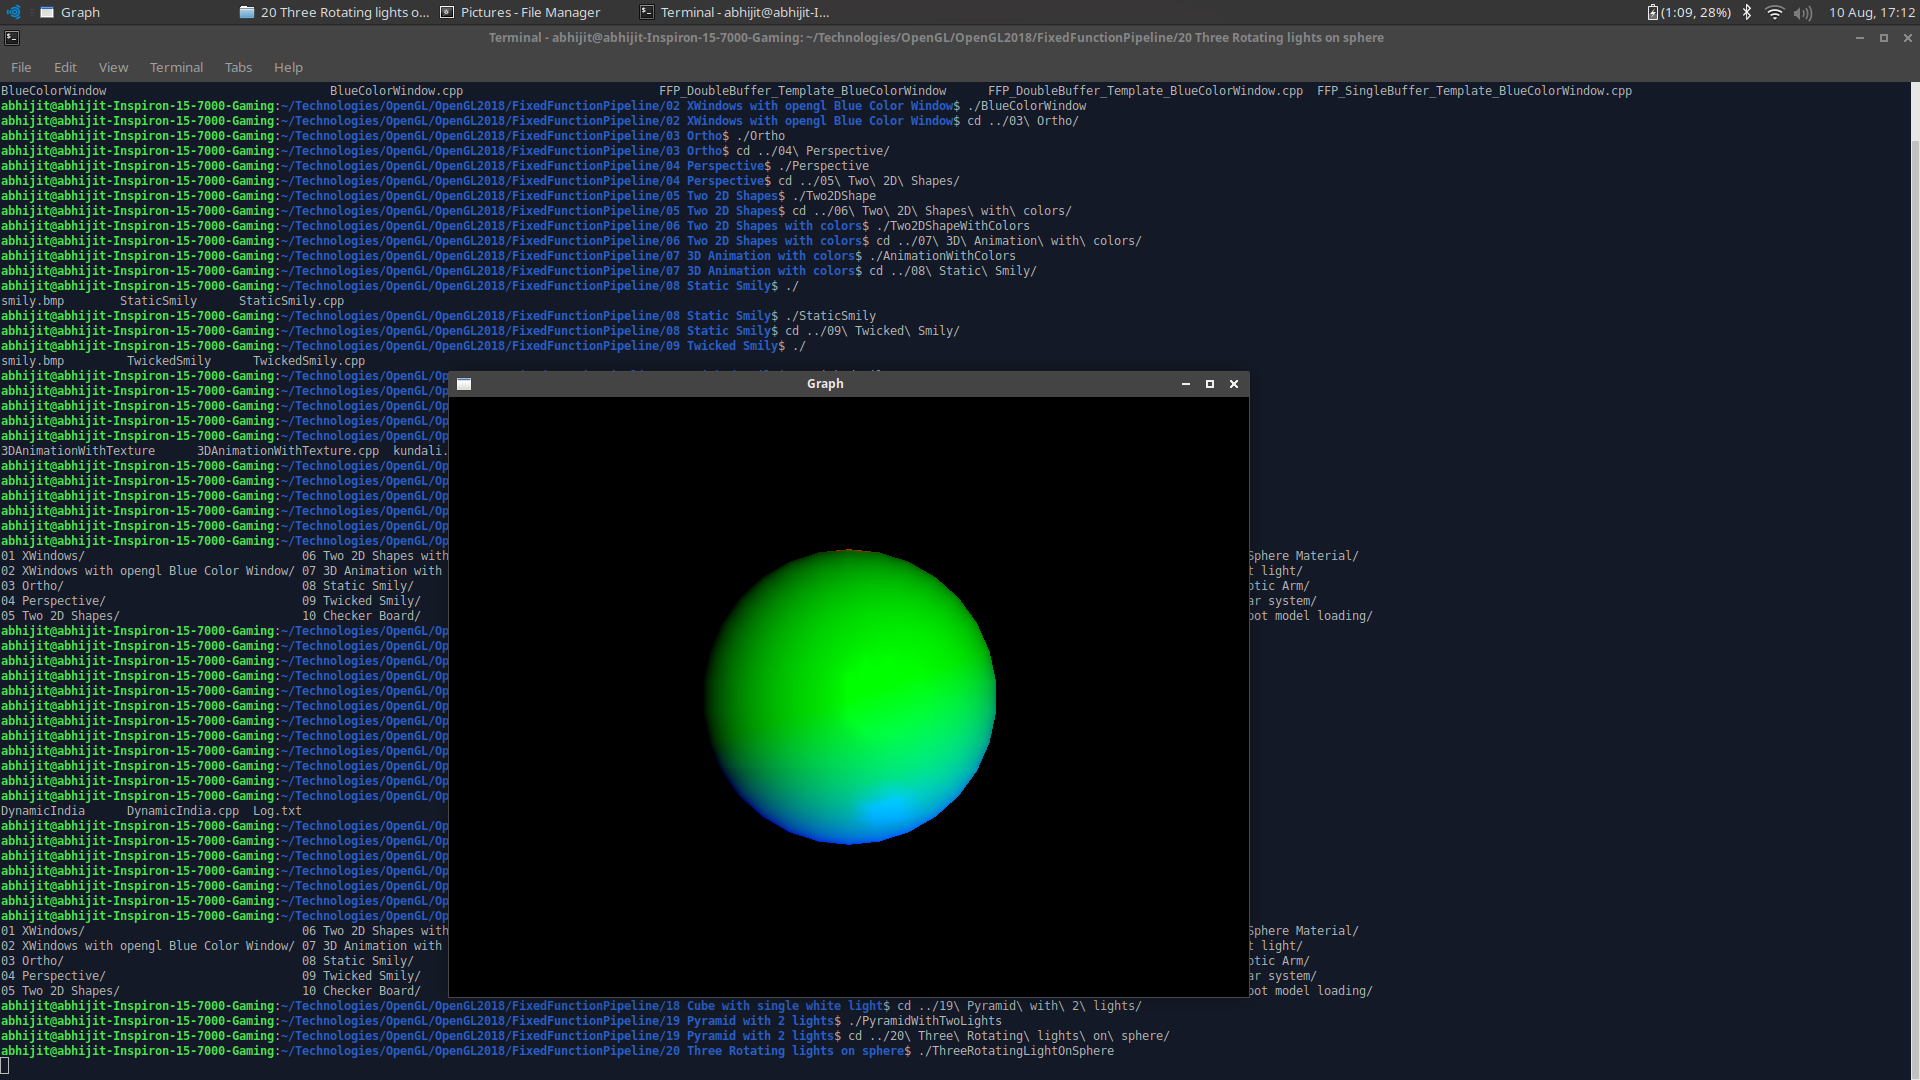 Graph 20 Three Rotating lights o... Pictures - File Manager Terminal - abhijit@abhijit-I... (1:09, 28%) 10 Aug, 17:12
Terminal - abhijit@abhijit-Inspiron-15-7000-Gaming: ~/Technologies/OpenGL/OpenGL2018/FixedFunctionPipeline/20 Three Rotating lights on sphere
File Edit View Terminal Tabs Help
BlueColorWindow BlueColorWindow.cpp FFP_DoubleBuffer_Template_BlueColorWindow FFP_DoubleBuffer_Template_BlueColorWindow.cpp FFP_SingleBuffer_Template_BlueColorWindow.cpp
abhijit@abhijit-Inspiron-15-7000-Gaming:~/Technologies/OpenGL/OpenGL2018/FixedFunctionPipeline/02 XWindows with opengl Blue Color Window$ ./BlueColorWindow
abhijit@abhijit-Inspiron-15-7000-Gaming:~/Technologies/OpenGL/OpenGL2018/FixedFunctionPipeline/02 XWindows with opengl Blue Color Window$ cd ../03\ Ortho/
abhijit@abhijit-Inspiron-15-7000-Gaming:~/Technologies/OpenGL/OpenGL2018/FixedFunctionPipeline/03 Ortho$ ./Ortho
abhijit@abhijit-Inspiron-15-7000-Gaming:~/Technologies/OpenGL/OpenGL2018/FixedFunctionPipeline/03 Ortho$ cd ../04\ Perspective/
abhijit@abhijit-Inspiron-15-7000-Gaming:~/Technologies/OpenGL/OpenGL2018/FixedFunctionPipeline/04 Perspective$ ./Perspective
abhijit@abhijit-Inspiron-15-7000-Gaming:~/Technologies/OpenGL/OpenGL2018/FixedFunctionPipeline/04 Perspective$ cd ../05\ Two\ 2D\ Shapes/
abhijit@abhijit-Inspiron-15-7000-Gaming:~/Technologies/OpenGL/OpenGL2018/FixedFunctionPipeline/05 Two 2D Shapes$ ./Two2DShape
abhijit@abhijit-Inspiron-15-7000-Gaming:~/Technologies/OpenGL/OpenGL2018/FixedFunctionPipeline/05 Two 2D Shapes$ cd ../06\ Two\ 2D\ Shapes\ with\ colors/
abhijit@abhijit-Inspiron-15-7000-Gaming:~/Technologies/OpenGL/OpenGL2018/FixedFunctionPipeline/06 Two 2D Shapes with colors$ ./Two2DShapeWithColors
abhijit@abhijit-Inspiron-15-7000-Gaming:~/Technologies/OpenGL/OpenGL2018/FixedFunctionPipeline/06 Two 2D Shapes with colors$ cd ../07\ 3D\ Animation\ with\ colors/
abhijit@abhijit-Inspiron-15-7000-Gaming:~/Technologies/OpenGL/OpenGL2018/FixedFunctionPipeline/07 3D Animation with colors$ ./AnimationWithColors
abhijit@abhijit-Inspiron-15-7000-Gaming:~/Technologies/OpenGL/OpenGL2018/FixedFunctionPipeline/07 3D Animation with colors$ cd ../08\ Static\ Smily/
abhijit@abhijit-Inspiron-15-7000-Gaming:~/Technologies/OpenGL/OpenGL2018/FixedFunctionPipeline/08 Static Smily$ ./
smily.bmp StaticSmily StaticSmily.cpp
abhijit@abhijit-Inspiron-15-7000-Gaming:~/Technologies/OpenGL/OpenGL2018/FixedFunctionPipeline/08 Static Smily$ ./StaticSmily
abhijit@abhijit-Inspiron-15-7000-Gaming:~/Technologies/OpenGL/OpenGL2018/FixedFunctionPipeline/08 Static Smily$ cd ../09\ Twicked\ Smily/
abhijit@abhijit-Inspiron-15-7000-Gaming:~/Technologies/OpenGL/OpenGL2018/FixedFunctionPipeline/09 Twicked Smily$ ./
smily.bmp TwickedSmily TwickedSmily.cpp
abhijit@abhijit-Inspiron-15-7000-Gaming:~/Technologies/OpenGL/Op
Graph
abhijit@abhijit-Inspiron-15-7000-Gaming:~/Technologies/OpenGL/Op
abhijit@abhijit-Inspiron-15-7000-Gaming:~/Technologies/OpenGL/Op
abhijit@abhijit-Inspiron-15-7000-Gaming:~/Technologies/OpenGL/Op
abhijit@abhijit-Inspiron-15-7000-Gaming:~/Technologies/OpenGL/Op
3DAnimationWithTexture 3DAnimationWithTexture.cpp kundali.
abhijit@abhijit-Inspiron-15-7000-Gaming:~/Technologies/OpenGL/Op
abhijit@abhijit-Inspiron-15-7000-Gaming:~/Technologies/OpenGL/Op
abhijit@abhijit-Inspiron-15-7000-Gaming:~/Technologies/OpenGL/Op
abhijit@abhijit-Inspiron-15-7000-Gaming:~/Technologies/OpenGL/Op
abhijit@abhijit-Inspiron-15-7000-Gaming:~/Technologies/OpenGL/Op
abhijit@abhijit-Inspiron-15-7000-Gaming:~/Technologies/OpenGL/Op
01 XWindows/ 06 Two 2D Shapes with Sphere Material/
02 XWindows with opengl Blue Color Window/ 07 3D Animation with t light/
03 Ortho/ 08 Static Smily/ otic Arm/
04 Perspective/ 09 Twicked Smily/ ar system/
05 Two 2D Shapes/ 10 Checker Board/ oot model loading/
abhijit@abhijit-Inspiron-15-7000-Gaming:~/Technologies/OpenGL/Op
abhijit@abhijit-Inspiron-15-7000-Gaming:~/Technologies/OpenGL/Op
abhijit@abhijit-Inspiron-15-7000-Gaming:~/Technologies/OpenGL/Op
abhijit@abhijit-Inspiron-15-7000-Gaming:~/Technologies/OpenGL/Op
abhijit@abhijit-Inspiron-15-7000-Gaming:~/Technologies/OpenGL/Op
abhijit@abhijit-Inspiron-15-7000-Gaming:~/Technologies/OpenGL/Op
abhijit@abhijit-Inspiron-15-7000-Gaming:~/Technologies/OpenGL/Op
abhijit@abhijit-Inspiron-15-7000-Gaming:~/Technologies/OpenGL/Op
abhijit@abhijit-Inspiron-15-7000-Gaming:~/Technologies/OpenGL/Op
abhijit@abhijit-Inspiron-15-7000-Gaming:~/Technologies/OpenGL/Op
abhijit@abhijit-Inspiron-15-7000-Gaming:~/Technologies/OpenGL/Op
abhijit@abhijit-Inspiron-15-7000-Gaming:~/Technologies/OpenGL/Op
DynamicIndia DynamicIndia.cpp Log.txt
abhijit@abhijit-Inspiron-15-7000-Gaming:~/Technologies/OpenGL/Op
abhijit@abhijit-Inspiron-15-7000-Gaming:~/Technologies/OpenGL/Op
abhijit@abhijit-Inspiron-15-7000-Gaming:~/Technologies/OpenGL/Op
abhijit@abhijit-Inspiron-15-7000-Gaming:~/Technologies/OpenGL/Op
abhijit@abhijit-Inspiron-15-7000-Gaming:~/Technologies/OpenGL/Op
abhijit@abhijit-Inspiron-15-7000-Gaming:~/Technologies/OpenGL/Op
abhijit@abhijit-Inspiron-15-7000-Gaming:~/Technologies/OpenGL/Op
01 XWindows/ 06 Two 2D Shapes with Sphere Material/
02 XWindows with opengl Blue Color Window/ 07 3D Animation with t light/
03 Ortho/ 08 Static Smily/ otic Arm/
04 Perspective/ 09 Twicked Smily/ ar system/
05 Two 2D Shapes/ 10 Checker Board/ oot model loading/
abhijit@abhijit-Inspiron-15-7000-Gaming:~/Technologies/OpenGL/OpenGL2018/FixedFunctionPipeline/18 Cube with single white light$ cd ../19\ Pyramid\ with\ 2\ lights/
abhijit@abhijit-Inspiron-15-7000-Gaming:~/Technologies/OpenGL/OpenGL2018/FixedFunctionPipeline/19 Pyramid with 2 lights$ ./PyramidWithTwoLights
abhijit@abhijit-Inspiron-15-7000-Gaming:~/Technologies/OpenGL/OpenGL2018/FixedFunctionPipeline/19 Pyramid with 2 lights$ cd ../20\ Three\ Rotating\ lights\ on\ sphere/
abhijit@abhijit-Inspiron-15-7000-Gaming:~/Technologies/OpenGL/OpenGL2018/FixedFunctionPipeline/20 Three Rotating lights on sphere$ ./ThreeRotatingLightOnSphere